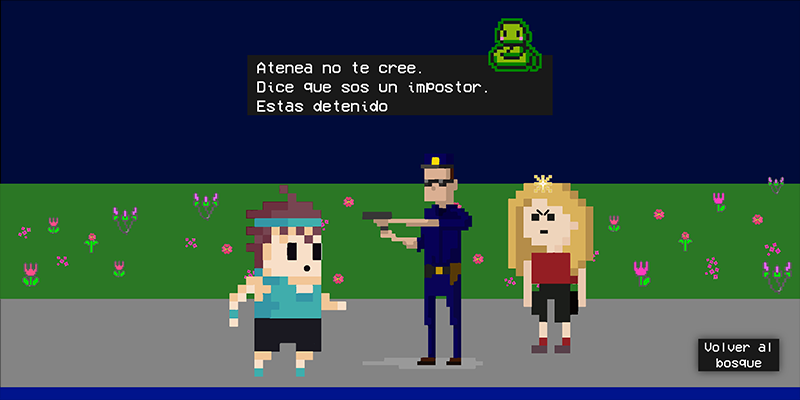 Atenea no te cree.
Dice que sos un impostor.
Estas detenido
Volver al
bosque